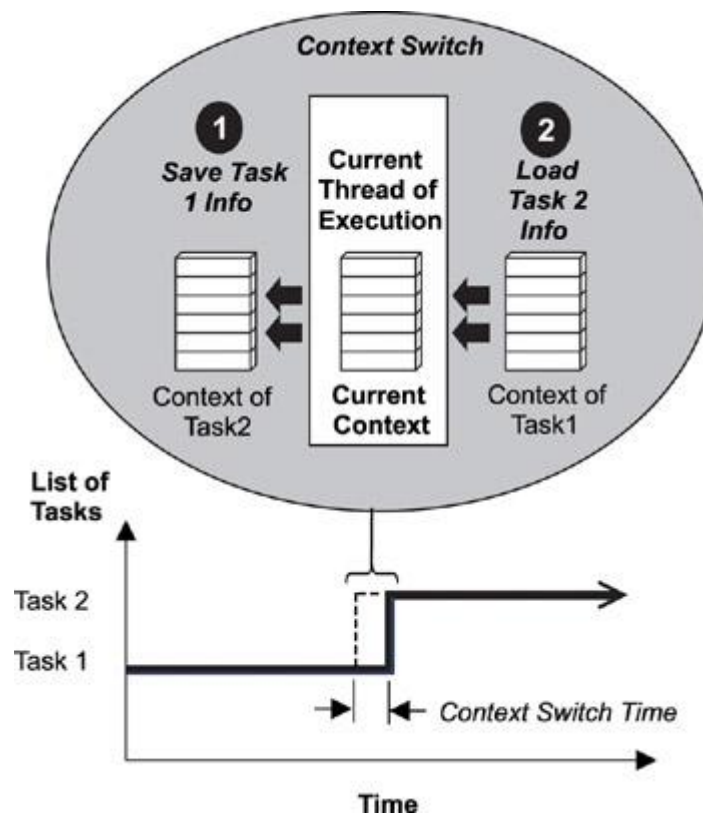 Context Switch
1
Save Task
1 Info
Current
Thread of
Execution
2
Load
Task 2
Info
Context of
Task2
Current
Context
Context of
Task1
List of
Tasks
Task 2
Task 1
Context Switch Time
Time